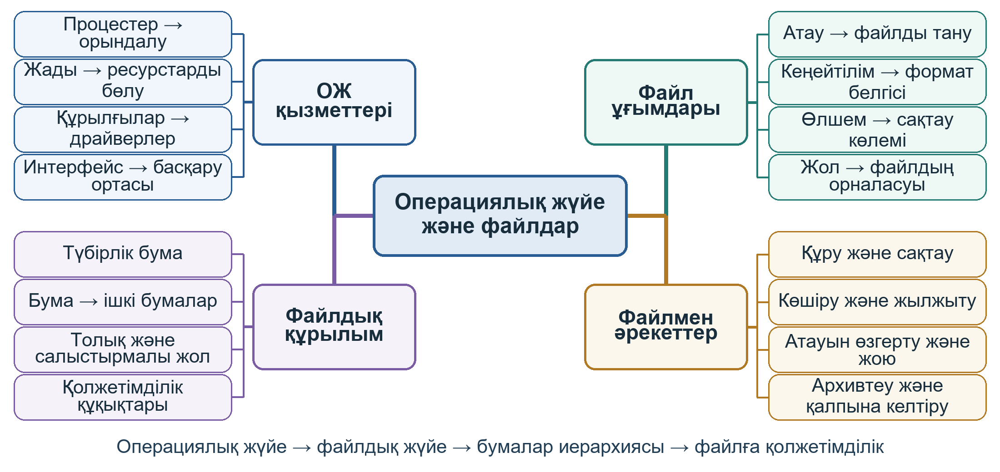 Процестер →
орындалу
Жады → ресурстарды
бөлу
Құрылғылар →
драйверлер
Интерфейс → басқару
ортасы
ОЖ
қызметтері
Файл
ұғымдары
Атау → файлды тану
Кеңейтілім → формат
белгісі
Өлшем → сақтау
көлемі
Жол → файлдың
орналасуы
Операциялық жүйе
және файлдар
Түбірлік бума
Бума → ішкі бумалар
Толық және
салыстырмалы жол
Қолжетімділік
құқықтары
Файлдық
құрылым
Файлмен
әрекеттер
Құру және сақтау
Көшіру және жылжыту
Атауын өзгерту және
жою
Архивтеу және
қалпына келтіру
Операциялық жүйе → файлдық жүйе → бумалар иерархиясы → файлға қолжетімділік